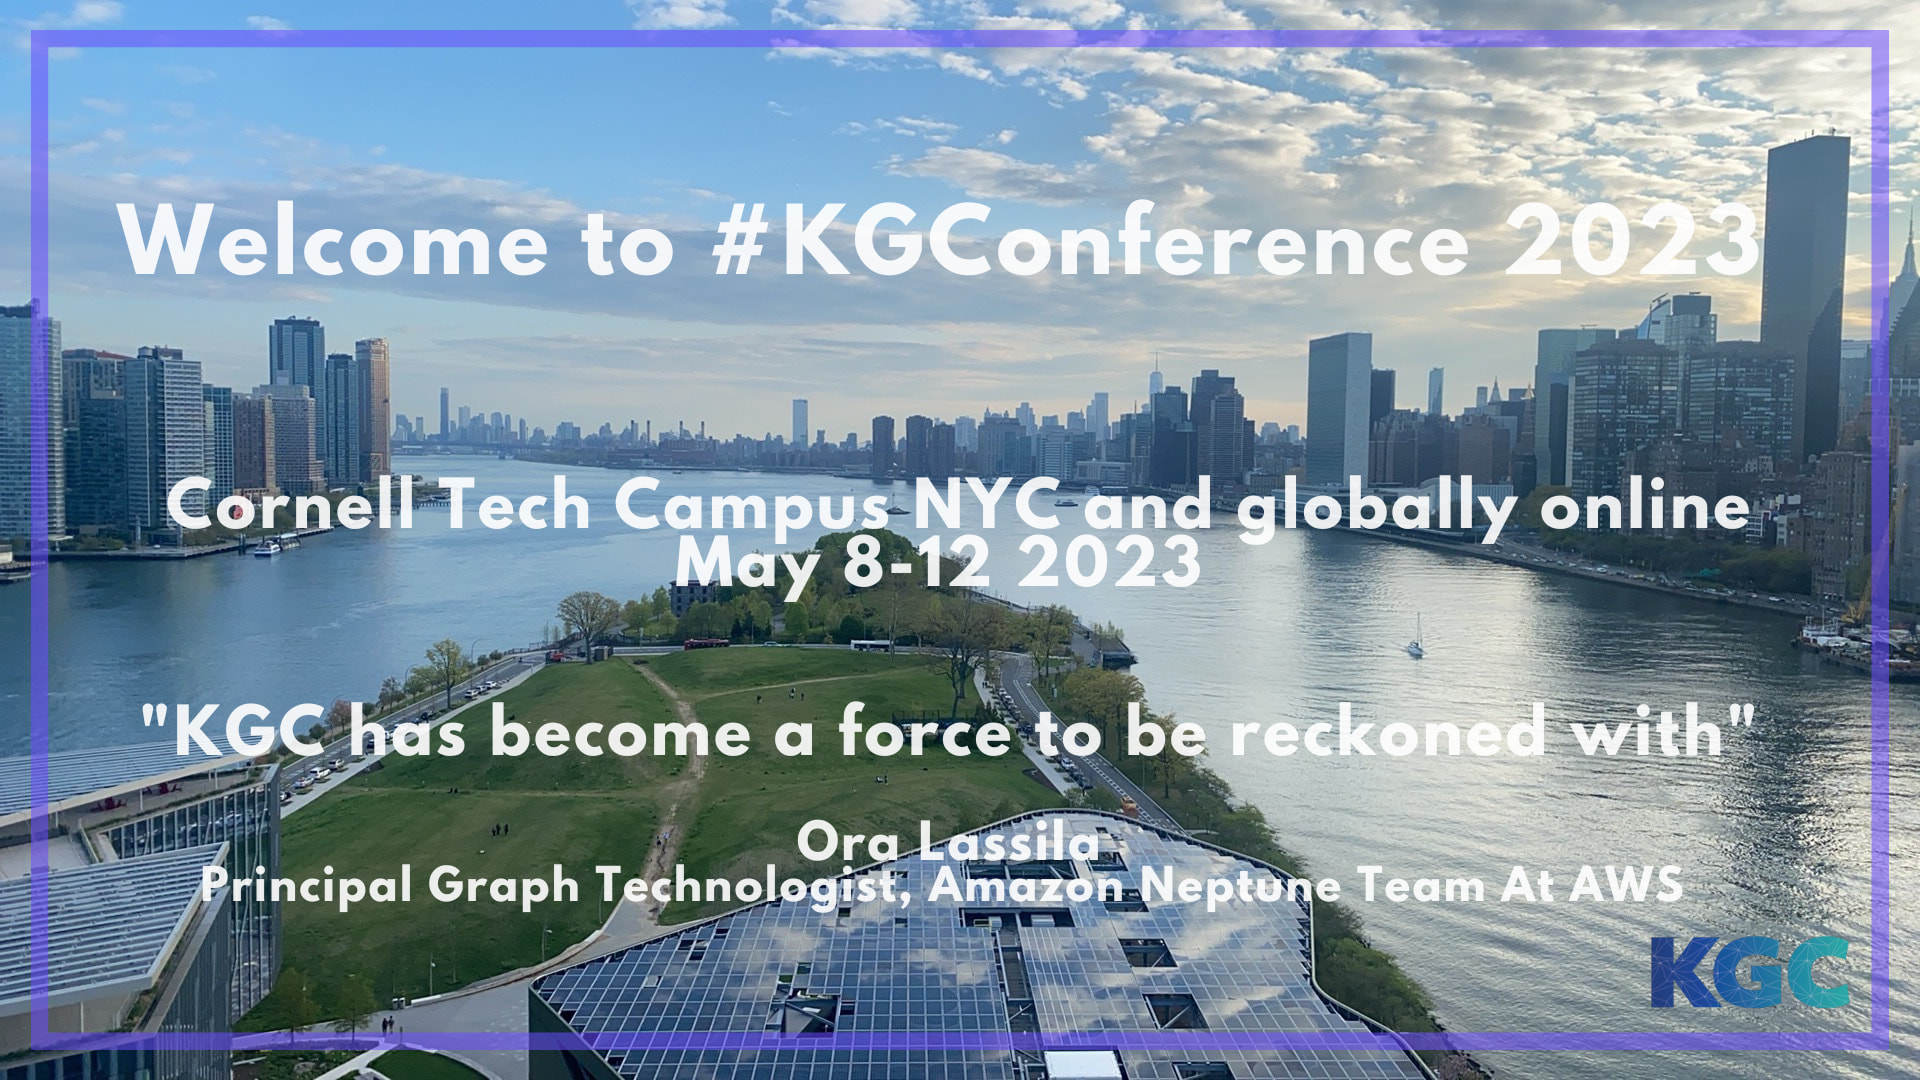 Welcome to #KGConference 2023
Cornell Tech Campus NYC and globally online
May 8-12 2023
"KGC has become a force to be reckoned with"
Ora Lassila
Principal Graph Technologist, Amazon Neptune Team At AWS
KGC